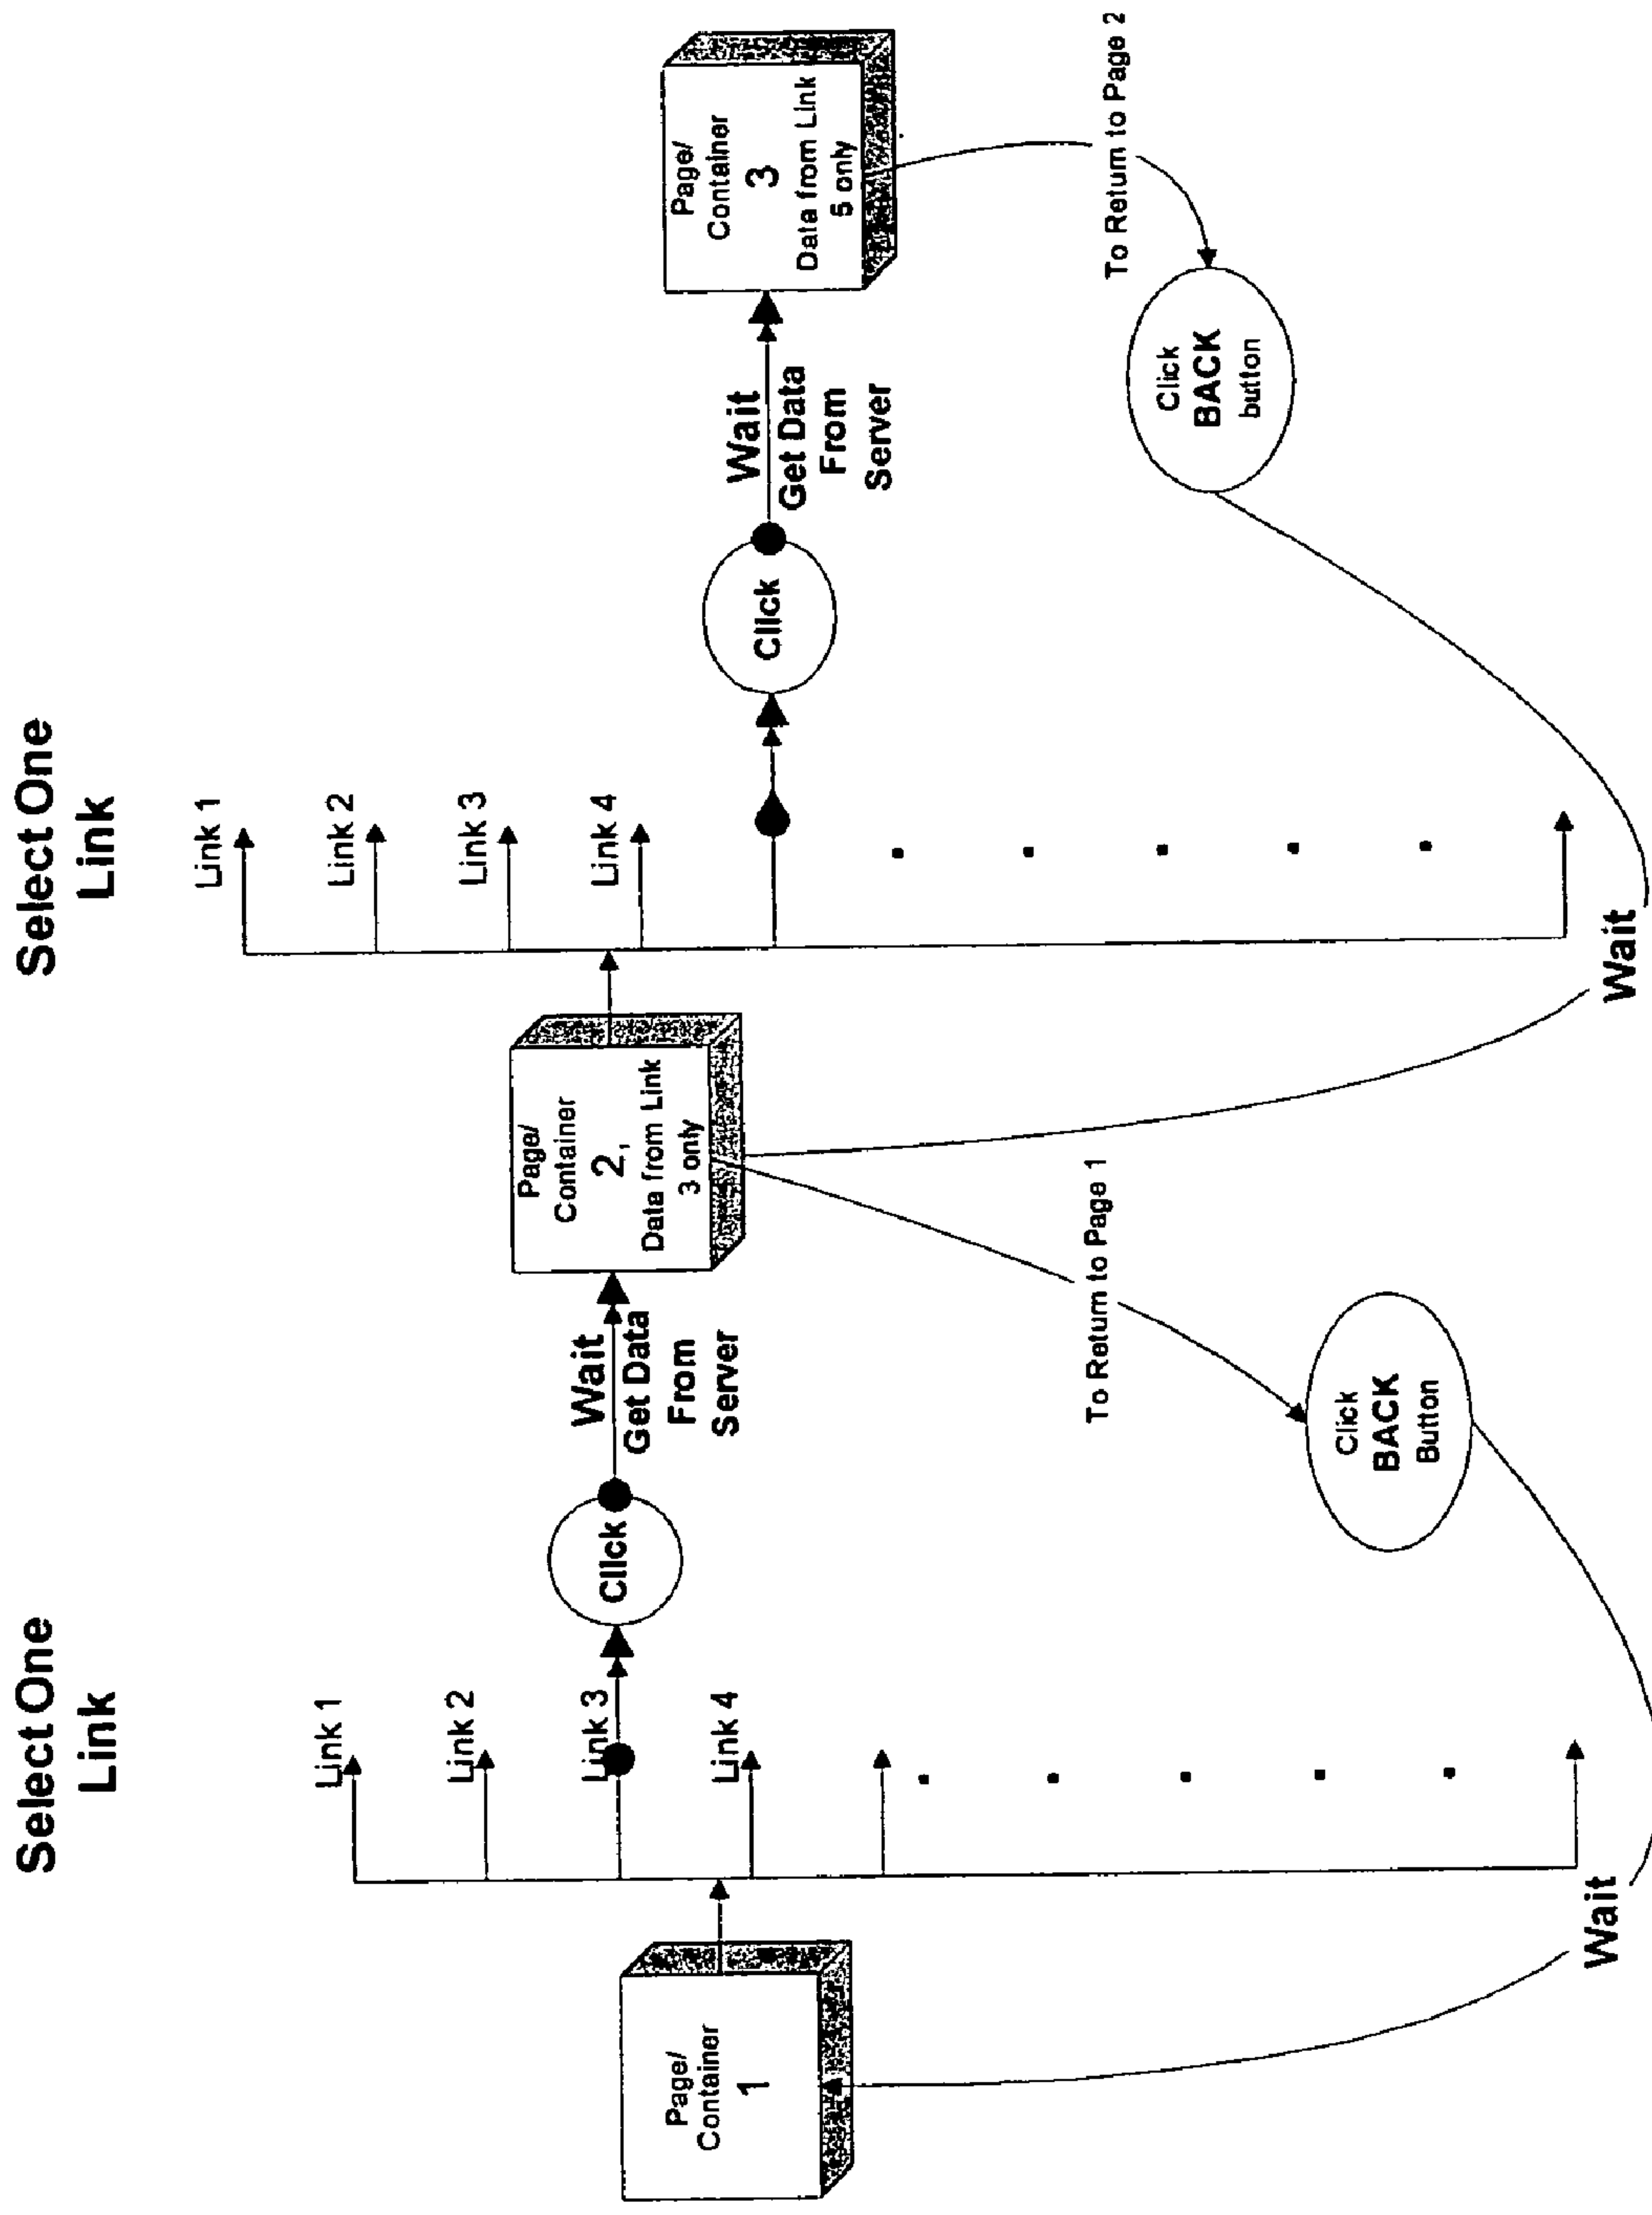 Select One
Link
Select One
Link
Page/
Container
1
Link 1
Link 2
Link 3
Link 4
Click
Wait
Get Data
From
Server
Page/
Container
2,
Data from Link
3 only
Link 1
Link 2
Link 3
Link 4
Click
Wait
Get Data
From
Server
Page/
Container
3
Data from Link
5 only
To Return to Page 1
Click
BACK
Button
Wait
To Return to Page 2
Click
BACK
button
Wait